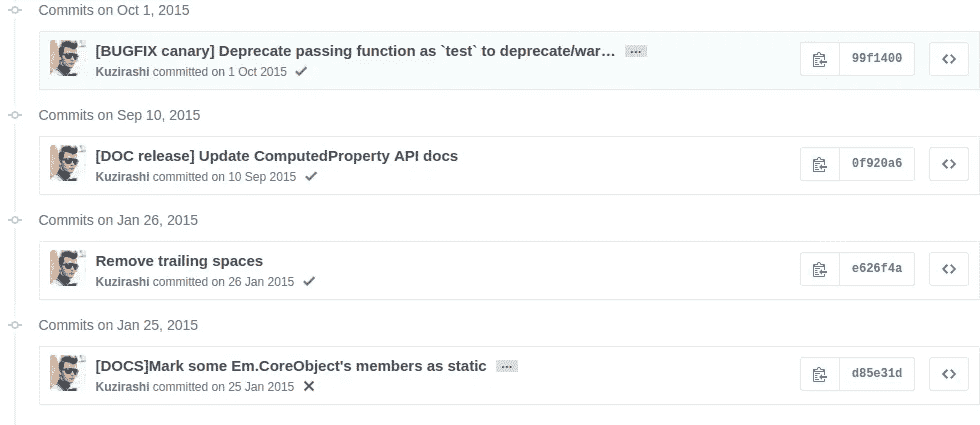 Commits on Oct 1, 2015
[BUGFIX canary] Deprecate passing function as `test` to deprecate/war… …
99f1400
Kuzirashi committed on 1 Oct 2015
Commits on Sep 10, 2015
[DOC release] Update ComputedProperty API docs
0f920a6
Kuzirashi committed on 10 Sep 2015
Commits on Jan 26, 2015
Remove trailing spaces
e626f4a
Kuzirashi committed on 26 Jan 2015
Commits on Jan 25, 2015
[DOCS]Mark some Em.CoreObject's members as static …
d85e31d
Kuzirashi committed on 25 Jan 2015